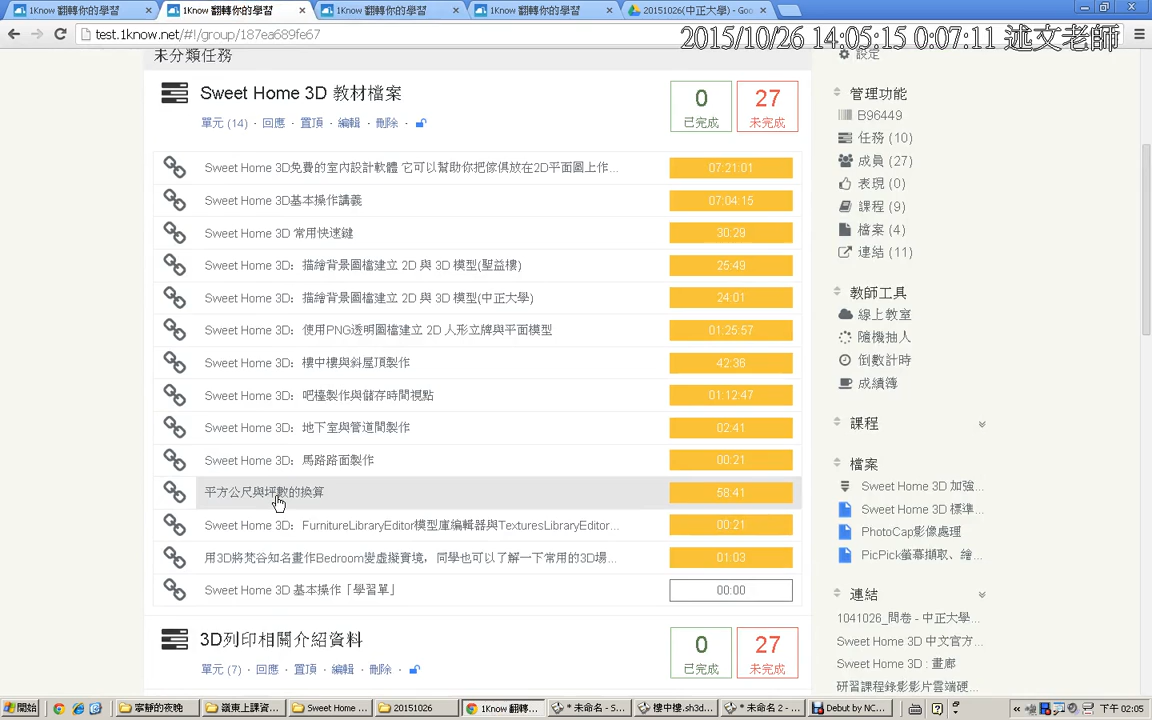 1Know 翻轉你的學習
1Know 翻轉你的學習
1Know 翻轉你的學習
1Know 翻轉你的學習
20151026(中正大學) - Goo
test.1know.net/#!/group/187ea689fe67
2015/10/26 14:05:15 0:07:11 述文老師
未分類任務
設定
Sweet Home 3D 教材檔案
0
已完成
27
未完成
單元 (14) · 回應 · 置頂 · 編輯 · 刪除 ·
Sweet Home 3D免費的室內設計軟體 它可以幫助你把傢俱放在2D平面圖上作...
07:21:01
Sweet Home 3D基本操作講義
07:04:15
Sweet Home 3D 常用快速鍵
30:29
Sweet Home 3D: 描繪背景圖檔建立 2D 與 3D 模型(聖益樓)
25:49
Sweet Home 3D: 描繪背景圖檔建立 2D 與 3D 模型(中正大學)
24:01
Sweet Home 3D: 使用PNG透明圖檔建立 2D 人形立牌與平面模型
01:25:57
Sweet Home 3D: 樓中樓與斜屋頂製作
42:36
Sweet Home 3D: 吧檯製作與儲存時間視點
01:12:47
Sweet Home 3D: 地下室與管道間製作
02:41
Sweet Home 3D: 馬路路面製作
00:21
平方公尺與坪數的換算
58:41
Sweet Home 3D: FurnitureLibraryEditor模型庫編輯器與TexturesLibraryEditor...
00:21
用3D將梵谷知名畫作Bedroom變虛擬實境，同學也可以了解一下常用的3D場...
01:03
Sweet Home 3D 基本操作「學習單」
00:00
3D列印相關介紹資料
0
已完成
27
未完成
單元 (7) · 回應 · 置頂 · 編輯 · 刪除 ·
管理功能
B96449
任務 (10)
成員 (27)
表現 (0)
課程 (9)
檔案 (4)
連結 (11)
教師工具
線上教室
隨機抽人
倒數計時
成績簿
課程
檔案
Sweet Home 3D 加強...
Sweet Home 3D 標準...
PhotoCap影像處理
PicPick螢幕擷取、繪...
連結
1041026_問卷 - 中正大學...
Sweet Home 3D 中文官方...
Sweet Home 3D : 畫廊
研習課程錄影影片雲端硬...
開始
寧靜的夜晚
嶺東上課資...
Sweet Home ...
20151026
1Know 翻轉...
* 未命名 - S...
樓中樓.sh3d...
* 未命名 2 - ...
Debut by NC...
下午 02:05